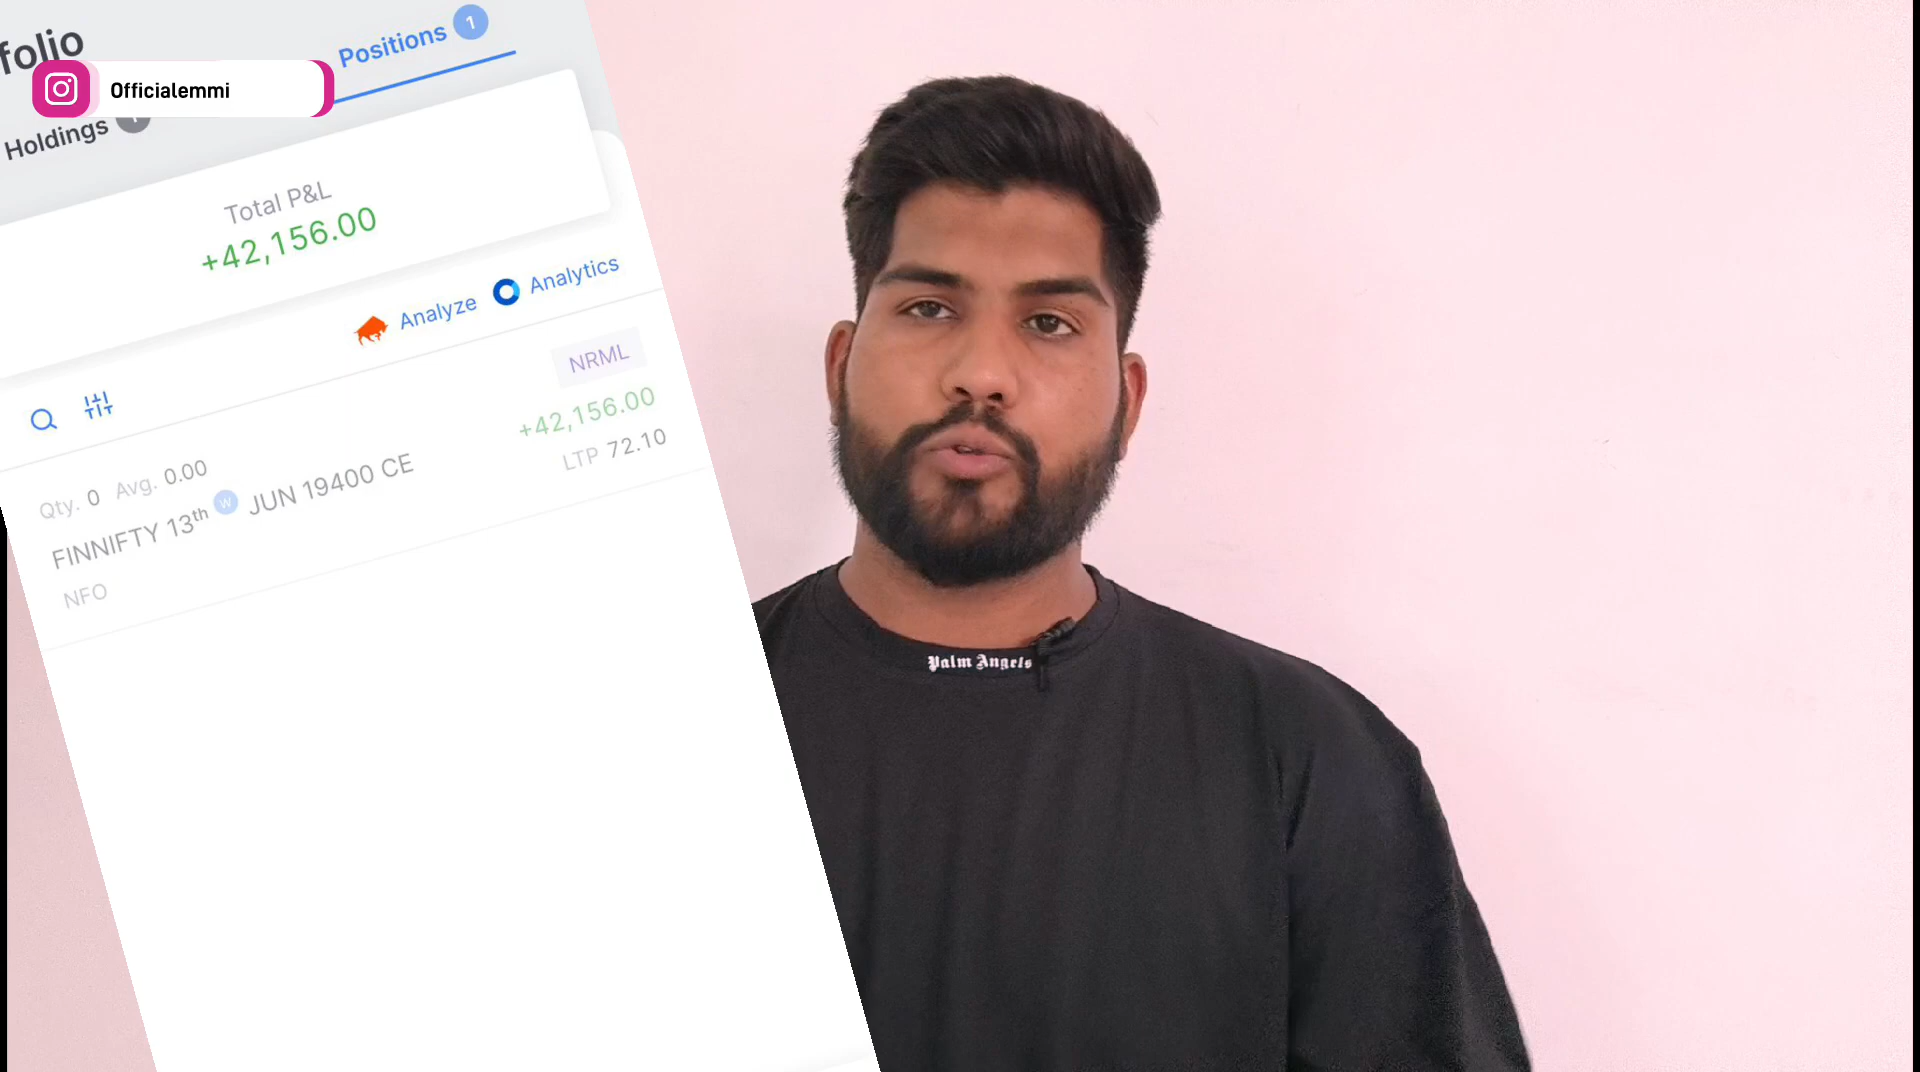 folio
Officialemmi
Holdings
Positions 1
Total P&L
+42,156.00
Analyze
Analytics
NRML
Qty. 0 Avg. 0.00
+42,156.00
FINNIFTY 13th W JUN 19400 CE
LTP 72.10
NFO
Palm Angels